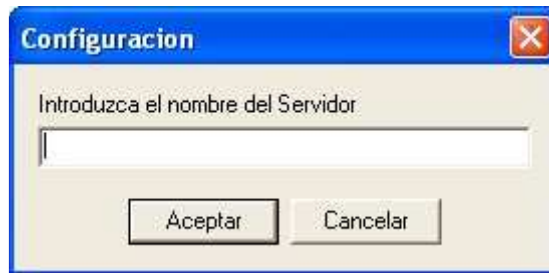 Configuracion
Introduzca el nombre del Servidor
Aceptar
Cancelar